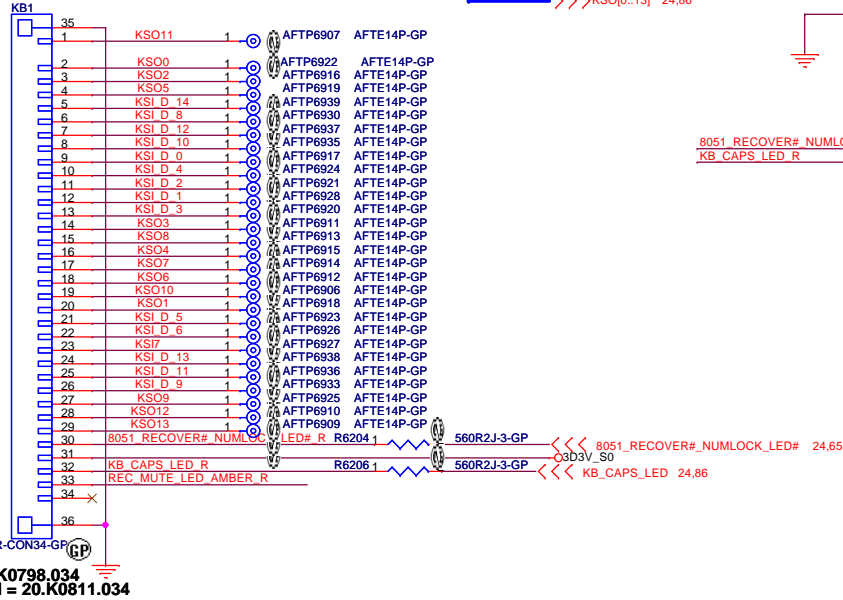 KB1
KSO[0..13] 24,86
35
1 KSO11 1 AFTP6907 AFTE14P-GP
2 KSO0 1 AFTP6922 AFTE14P-GP
3 KSO2 1 AFTP6916 AFTE14P-GP
4 KSO5 1 AFTP6919 AFTE14P-GP
5 KSI_D_14 1 AFTP6939 AFTE14P-GP
6 KSI_D_8 1 AFTP6930 AFTE14P-GP
7 KSI_D_12 1 AFTP6937 AFTE14P-GP
8 KSI_D_10 1 AFTP6935 AFTE14P-GP
9 KSI_D_0 1 AFTP6917 AFTE14P-GP
10 KSI_D_4 1 AFTP6924 AFTE14P-GP
11 KSI_D_2 1 AFTP6921 AFTE14P-GP
12 KSI_D_1 1 AFTP6928 AFTE14P-GP
13 KSI_D_3 1 AFTP6920 AFTE14P-GP
14 KSO3 1 AFTP6911 AFTE14P-GP
15 KSO8 1 AFTP6913 AFTE14P-GP
16 KSO4 1 AFTP6915 AFTE14P-GP
17 KSO7 1 AFTP6914 AFTE14P-GP
18 KSO6 1 AFTP6912 AFTE14P-GP
19 KSO10 1 AFTP6906 AFTE14P-GP
20 KSO1 1 AFTP6918 AFTE14P-GP
21 KSI_D_5 1 AFTP6923 AFTE14P-GP
22 KSI_D_6 1 AFTP6926 AFTE14P-GP
23 KSI7 1 AFTP6927 AFTE14P-GP
24 KSI_D_13 1 AFTP6938 AFTE14P-GP
25 KSI_D_11 1 AFTP6936 AFTE14P-GP
26 KSI_D_9 1 AFTP6933 AFTE14P-GP
27 KSO9 1 AFTP6925 AFTE14P-GP
28 KSO12 1 AFTP6910 AFTE14P-GP
29 KSO13 1 AFTP6909 AFTE14P-GP
30 8051_RECOVER#_NUMLOCK_LED#_R R6204 1 560R2J-3-GP 8051_RECOVER#_NUMLOCK_LED# 24,65
31 3D3V_S0
32 KB_CAPS_LED_R R6206 1 560R2J-3-GP KB_CAPS_LED 24,86
33 REC_MUTE_LED_AMBER_R
34
36
R-CON34-GP GP
K0798.034
= 20.K0811.034
8051_RECOVER#_NUMLO
KB_CAPS_LED_R